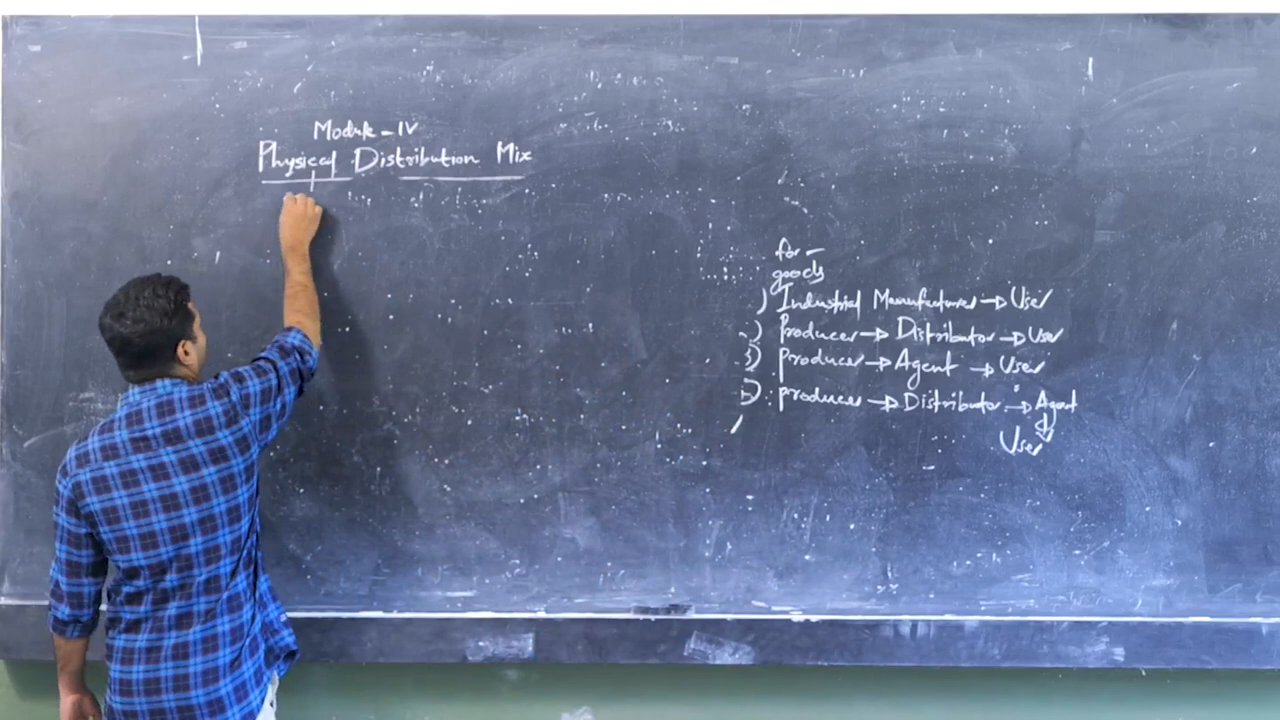 Module - IV
Physical Distribution Mix
for -
goods
1) Industrial Manufacturer → User
2) Producer → Distributor → User
3) producer → Agent → User
4) producer → Distributor → Agent
↓
User